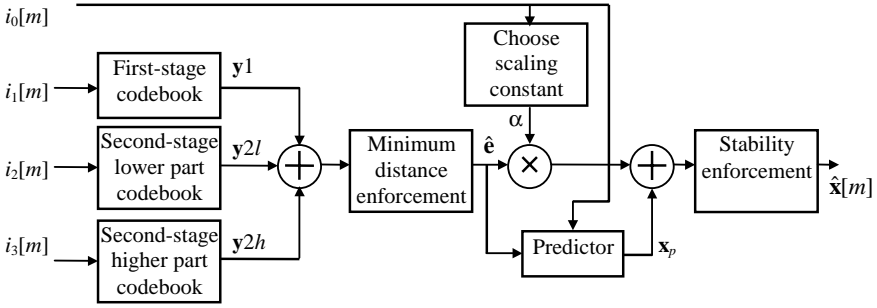 i0[m]
Choose
scaling
constant
First-stage
codebook
y1
i1[m]
α
Second-stage
lower part
codebook
y2l
i2[m]
+
Minimum
distance
enforcement
ê
×
+
Stability
enforcement
x̂[m]
Second-stage
higher part
codebook
y2h
i3[m]
Predictor
xp